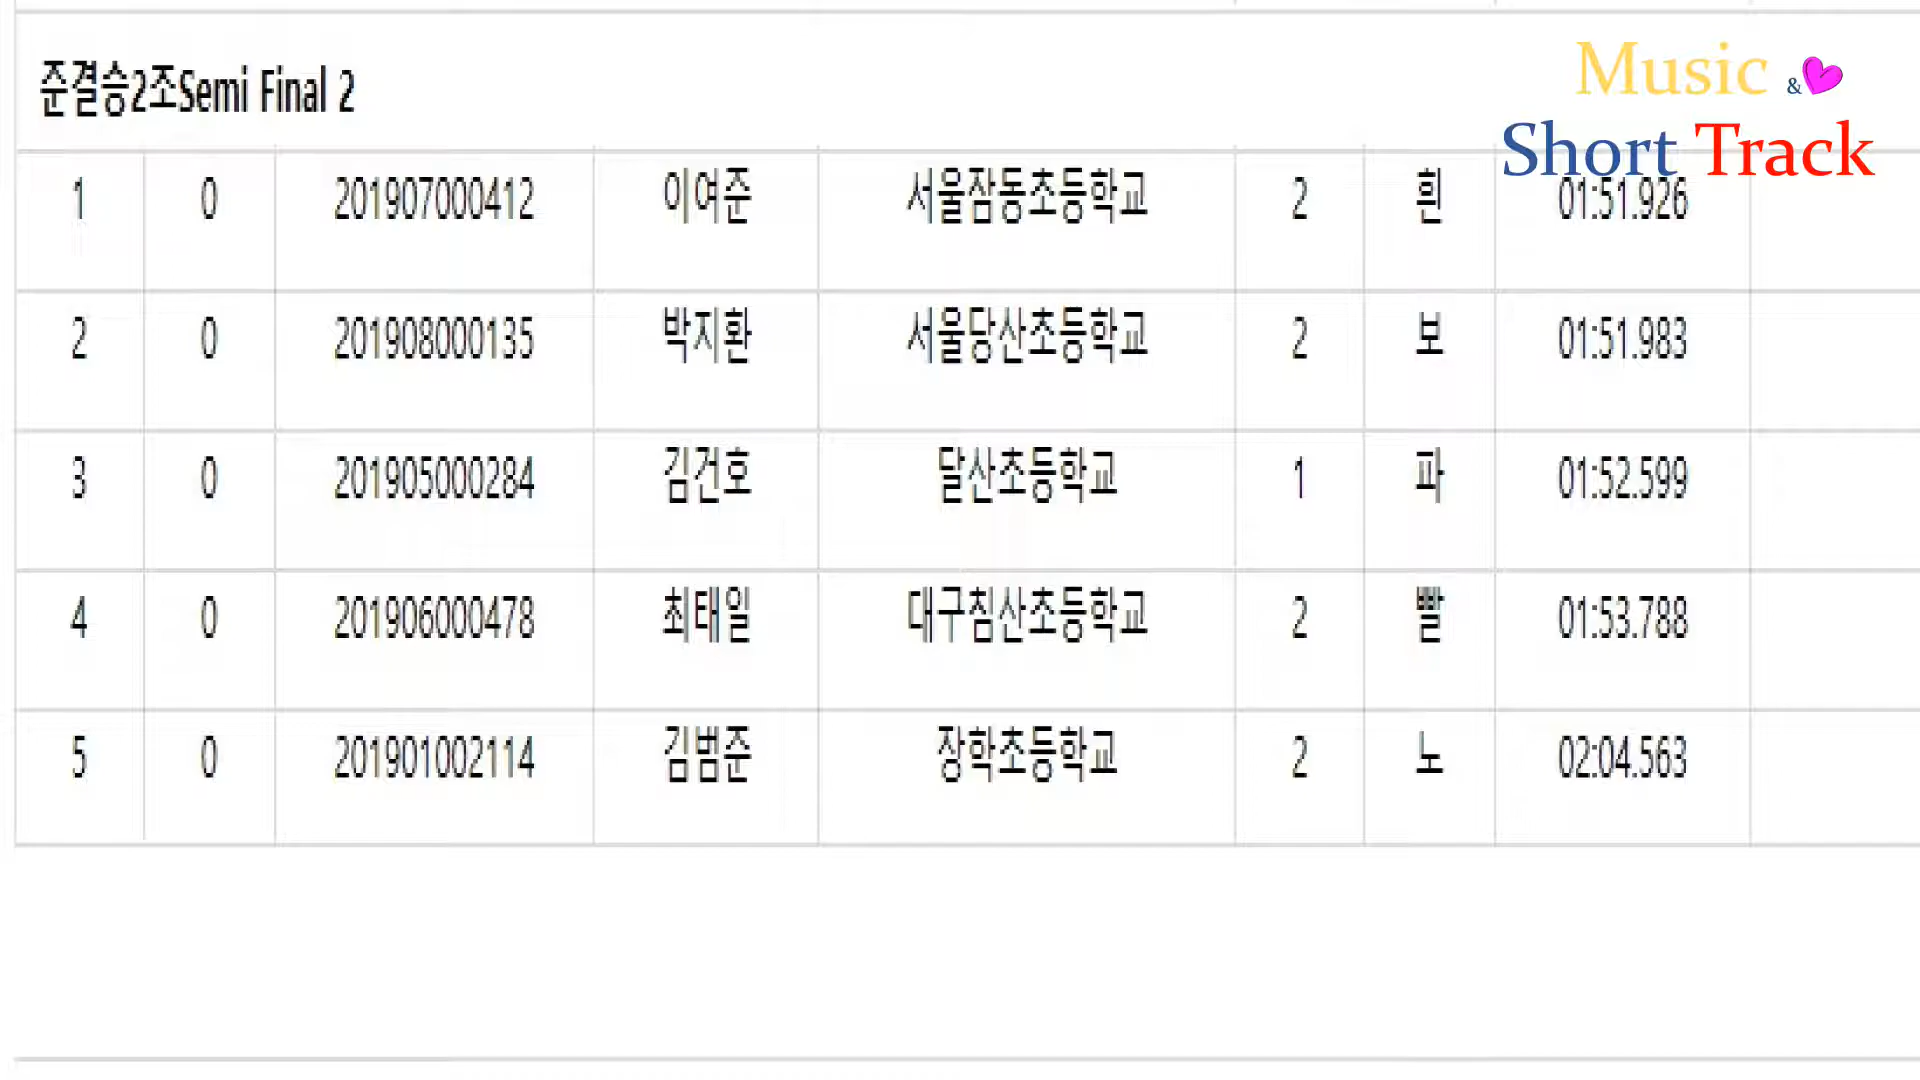 준결승2조Semi Final 2
Music &
Short Track
1 0 201907000412 이여준 서울잠동초등학교 2 흰 01:51.926
2 0 201908000135 박지환 서울당산초등학교 2 보 01:51.983
3 0 201905000284 김건호 달산초등학교 1 파 01:52.599
4 0 201906000478 최태일 대구침산초등학교 2 빨 01:53.788
5 0 201901002114 김범준 장학초등학교 2 노 02:04.563